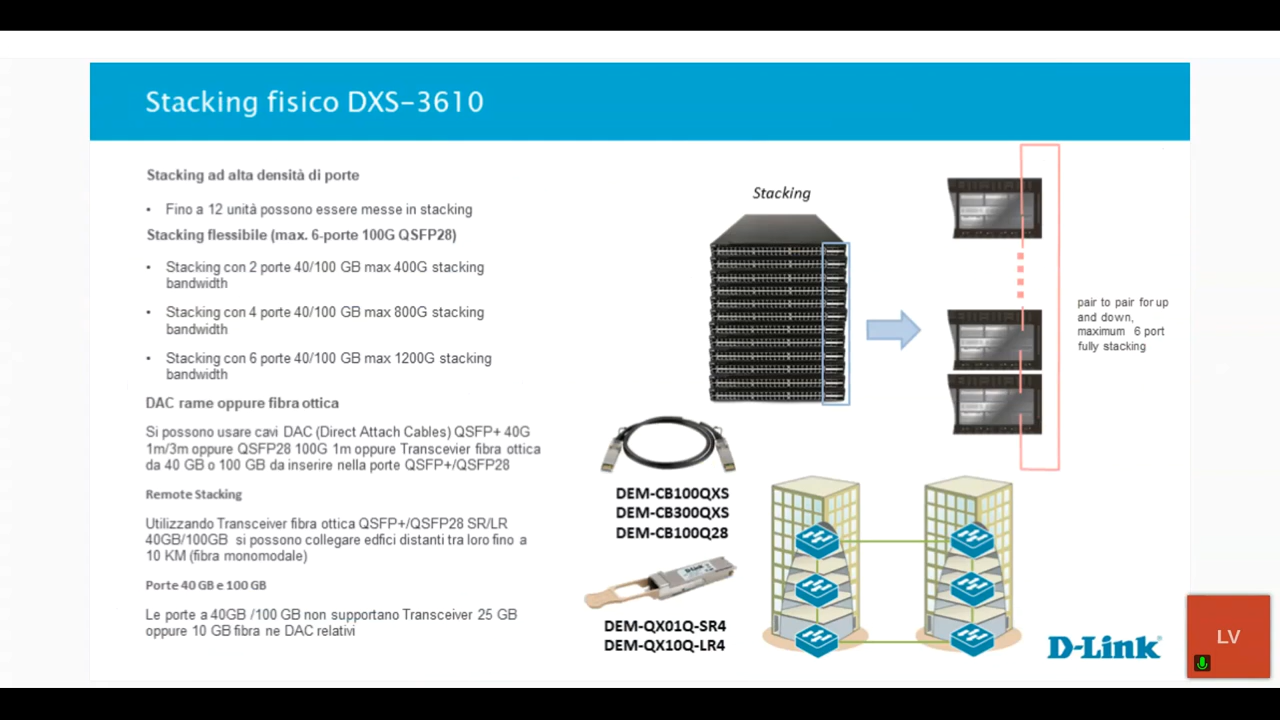 Stacking fisico DXS-3610
Stacking ad alta densità di porte
• Fino a 12 unità possono essere messe in stacking
Stacking flessibile (max. 6-porte 100G QSFP28)
• Stacking con 2 porte 40/100 GB max 400G stacking
bandwidth
• Stacking con 4 porte 40/100 GB max 800G stacking
bandwidth
• Stacking con 6 porte 40/100 GB max 1200G stacking
bandwidth
DAC rame oppure fibra ottica
Si possono usare cavi DAC (Direct Attach Cables) QSFP+ 40G
1m/3m oppure QSFP28 100G 1m oppure Transcevier fibra ottica
da 40 GB o 100 GB da inserire nella porte QSFP+/QSFP28
Remote Stacking
Utilizzando Transceiver fibra ottica QSFP+/QSFP28 SR/LR
40GB/100GB si possono collegare edfici distanti tra loro fino a
10 KM (fibra monomodale)
Porte 40 GB e 100 GB
Le porte a 40GB /100 GB non supportano Transceiver 25 GB
oppure 10 GB fibra ne DAC relativi
Stacking
pair to pair for up
and down,
maximum 6 port
fully stacking
DEM-CB100QXS
DEM-CB300QXS
DEM-CB100Q28
D-Link
DEM-QX01Q-SR4
DEM-QX10Q-LR4
D-Link
LV